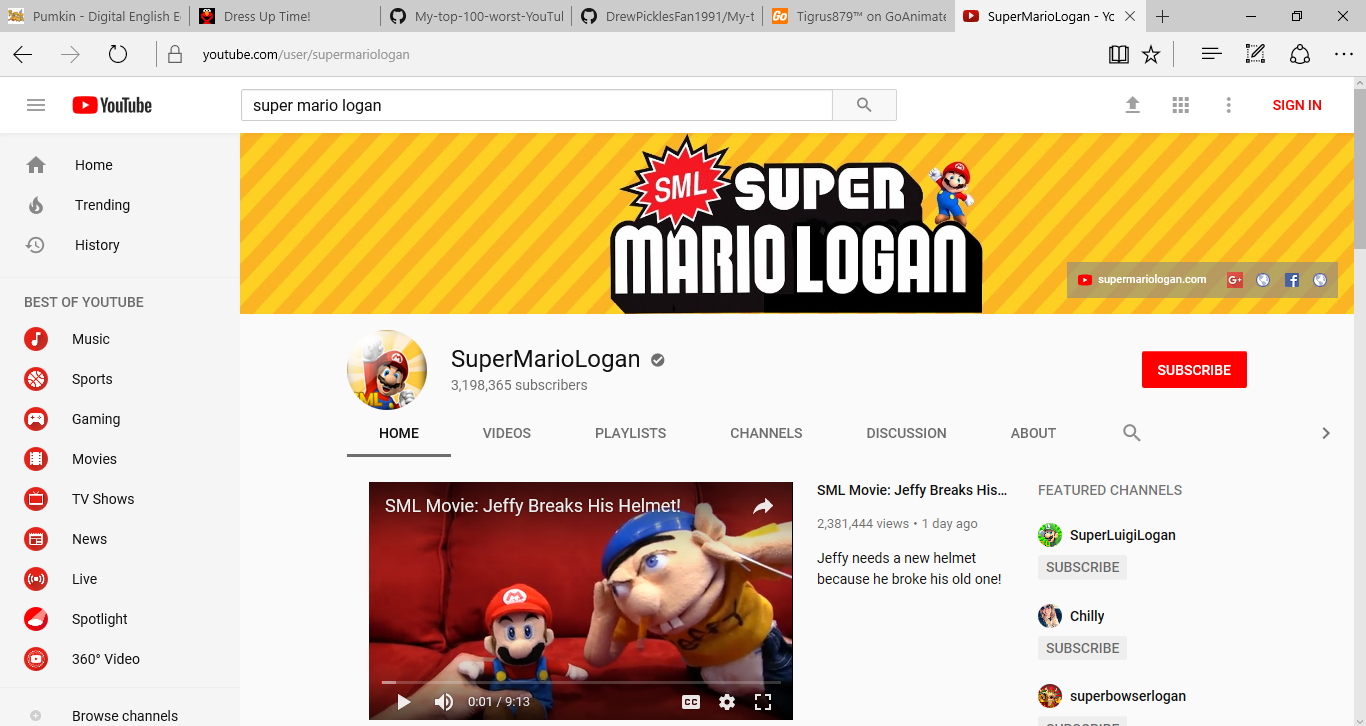 Pumkin - Digital English E
Dress Up Time!
My-top-100-worst-YouTul
DrewPicklesFan1991/My-t
Go
Tigrus879™ on GoAnimate
SuperMarioLogan - Yo
youtube.com/user/supermariologan
YouTube
super mario logan
SIGN IN
Home
Trending
History
BEST OF YOUTUBE
Music
Sports
Gaming
Movies
TV Shows
News
Live
Spotlight
360° Video
Browse channels
SML SUPER
MARIO LOGAN
supermariologan.com
G+
SML
SuperMarioLogan
3,198,365 subscribers
SUBSCRIBE
HOME
VIDEOS
PLAYLISTS
CHANNELS
DISCUSSION
ABOUT
SML Movie: Jeffy Breaks His Helmet!
0:01 / 9:13
CC
SML Movie: Jeffy Breaks His...
2,381,444 views • 1 day ago
Jeffy needs a new helmet
because he broke his old one!
FEATURED CHANNELS
SuperLuigiLogan
SUBSCRIBE
Chilly
SUBSCRIBE
superbowserlogan
SUBSCRIBE